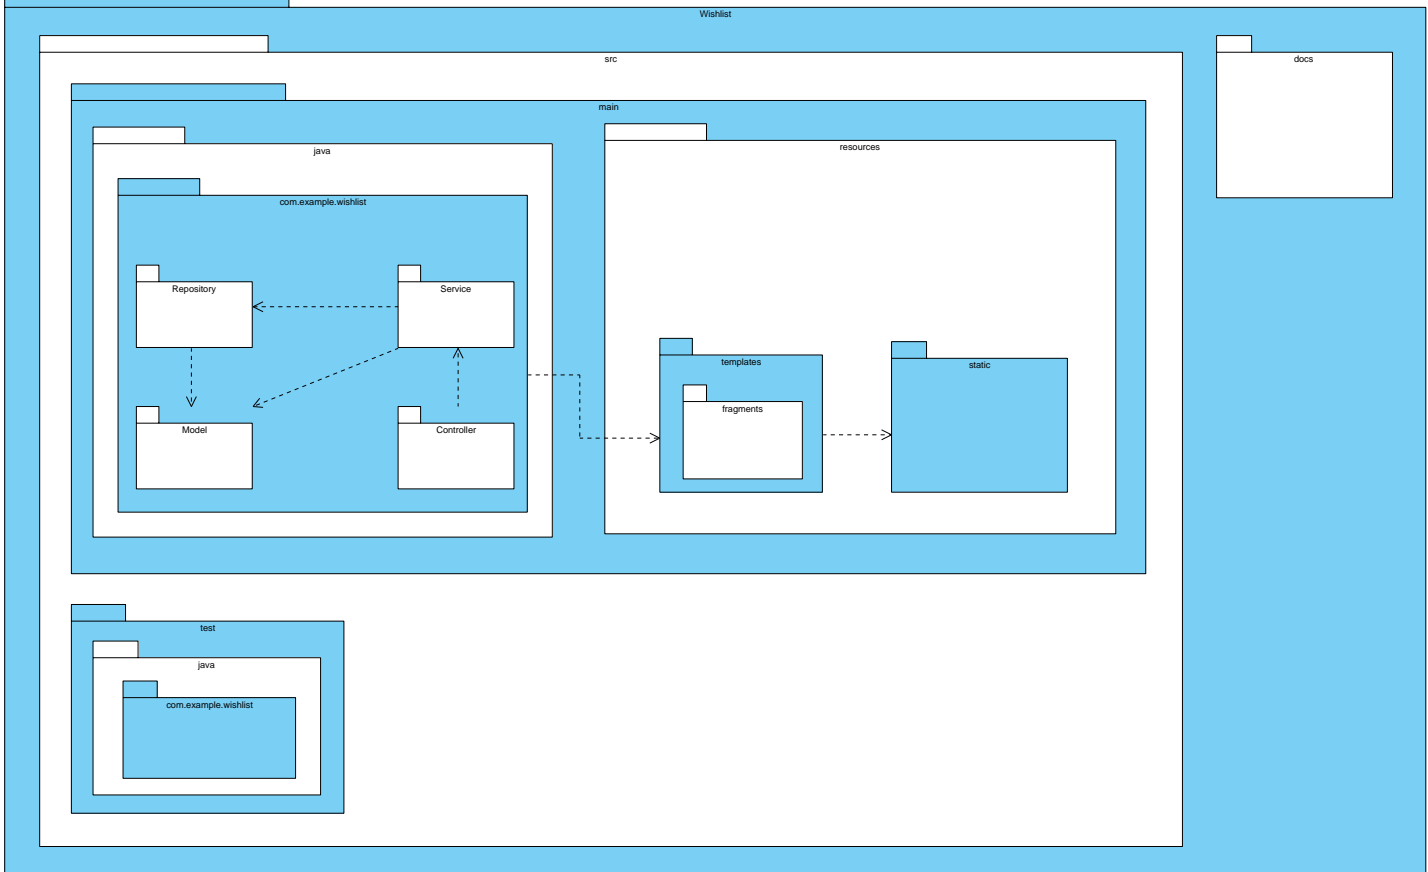 Wishlist
src
docs
main
java
resources
com.example.wishlist
Repository
Service
templates
static
fragments
Model
Controller
test
java
com.example.wishlist